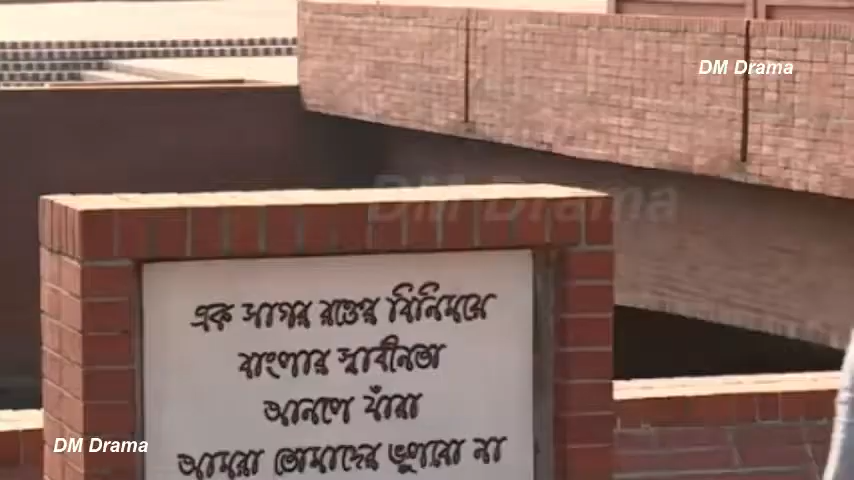 DM Drama
DM Drama
এক সাগর রক্তের বিনিময়ে
বাংলার স্বাধীনতা
আনলে যাঁরা
আমরা তোমাদের ভুলবো না
DM Drama